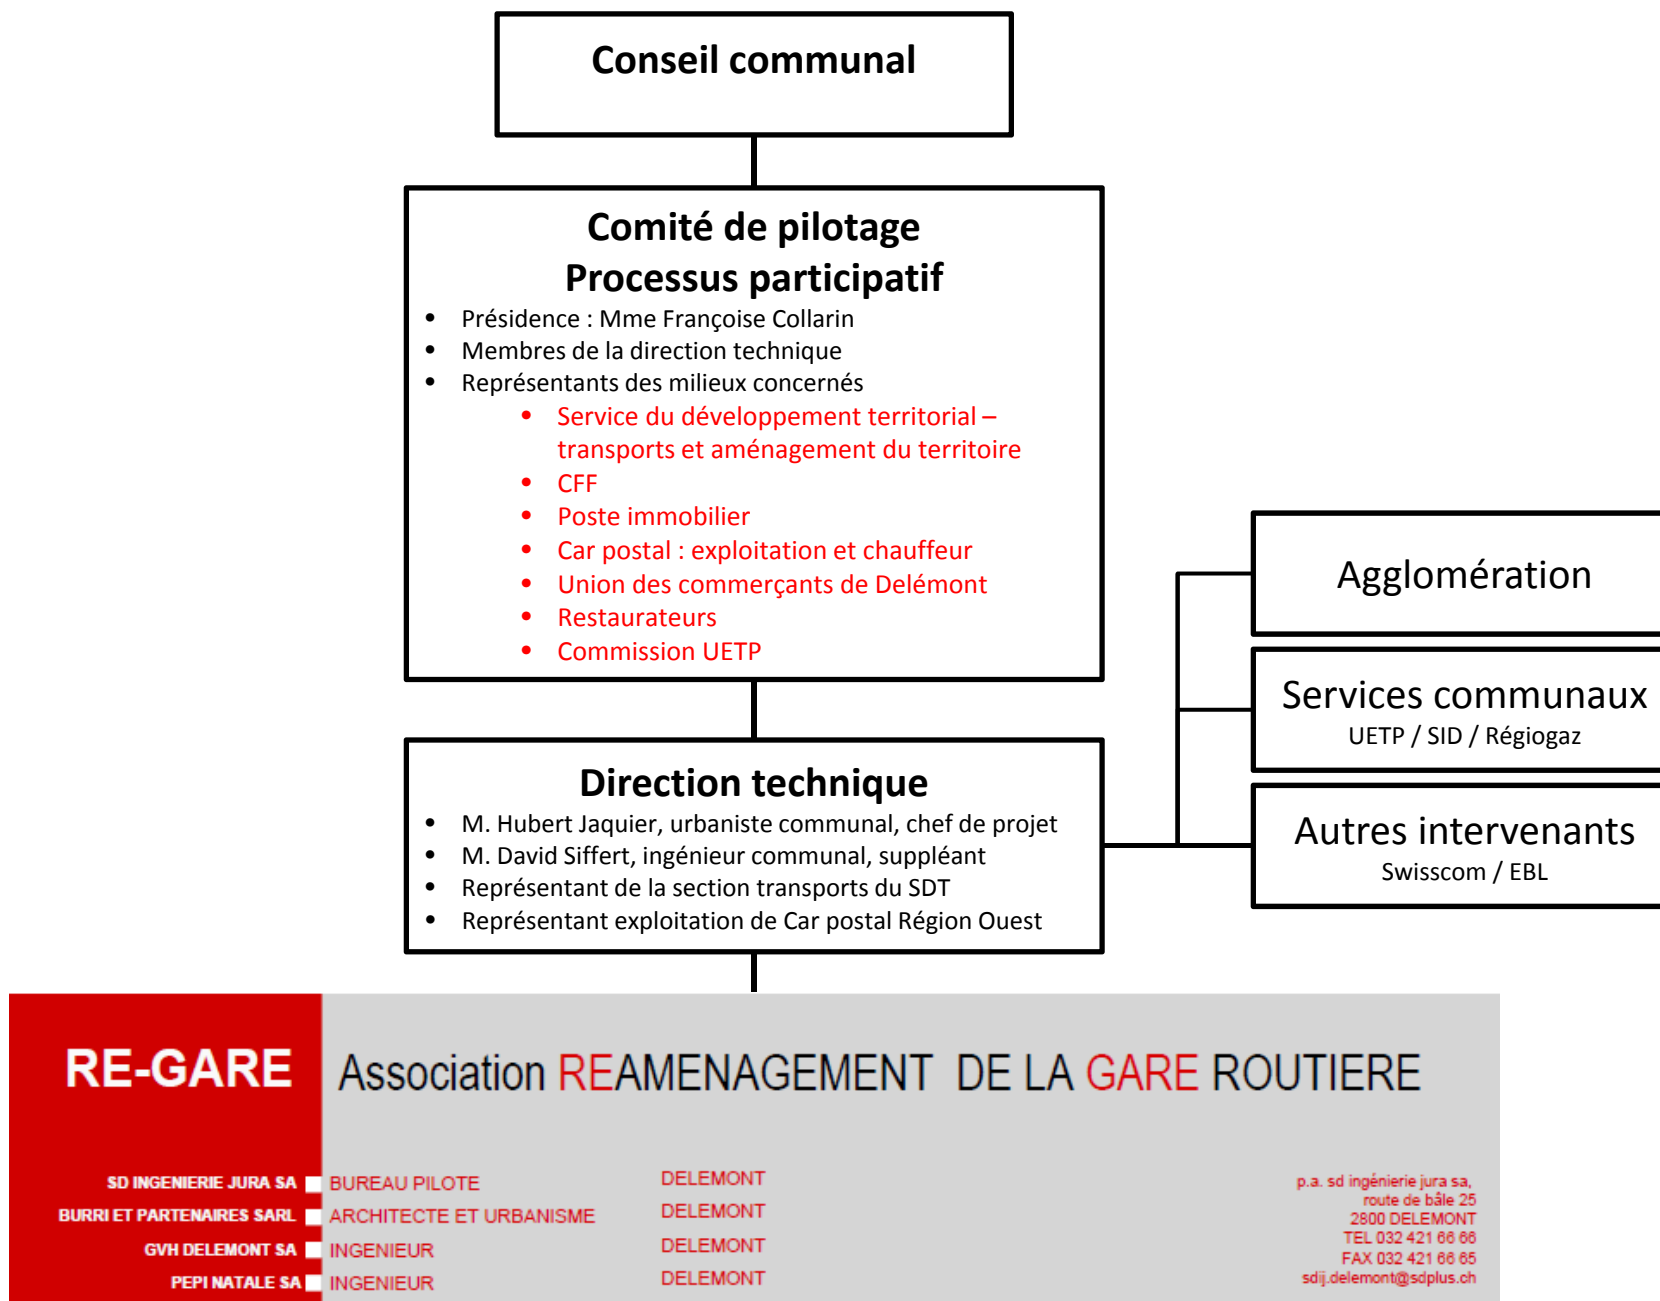 Conseil communal
Comité de pilotage
Processus participatif
• Présidence : Mme Françoise Collarin
• Membres de la direction technique
• Représentants des milieux concernés
• Service du développement territorial –
transports et aménagement du territoire
• CFF
• Poste immobilier
• Car postal : exploitation et chauffeur
• Union des commerçants de Delémont
• Restaurateurs
• Commission UETP
Agglomération
Services communaux
UETP / SID / Régiogaz
Autres intervenants
Swisscom / EBL
Direction technique
• M. Hubert Jaquier, urbaniste communal, chef de projet
• M. David Siffert, ingénieur communal, suppléant
• Représentant de la section transports du SDT
• Représentant exploitation de Car postal Région Ouest
RE-GARE Association REAMENAGEMENT DE LA GARE ROUTIERE
SD INGENIERIE JURA SA BUREAU PILOTE DELEMONT
BURRI ET PARTENAIRES SARL ARCHITECTE ET URBANISME DELEMONT
GVH DELEMONT SA INGENIEUR DELEMONT
PEPI NATALE SA INGENIEUR DELEMONT
p.a. sd ingénierie jura sa,
route de bâle 25
2800 DELEMONT
TEL 032 421 66 66
FAX 032 421 66 65
sdij.delemont@sdplus.ch